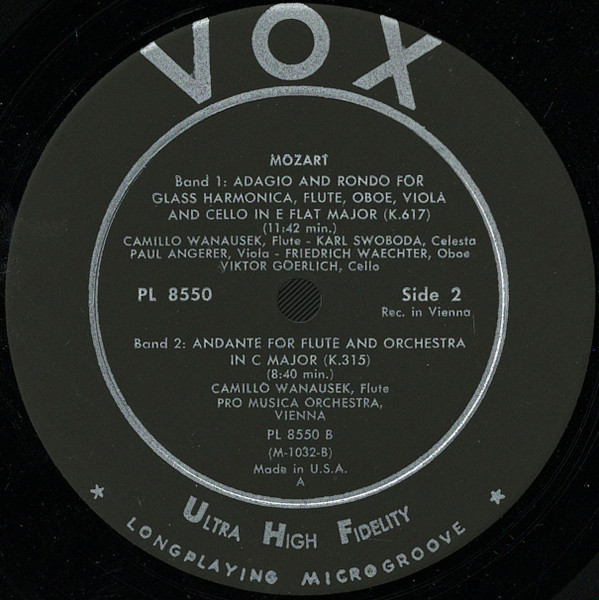 VOX
MOZART
Band 1: ADAGIO AND RONDO FOR
GLASS HARMONICA, FLUTE, OBOE, VIOLA
AND CELLO IN E FLAT MAJOR (K.617)
(11:42 min.)
CAMILLO WANAUSEK, Flute - KARL SWOBODA, Celesta
PAUL ANGERER, Viola - FRIEDRICH WAECHTER, Oboe
VIKTOR GOERLICH, Cello
PL 8550
Side 2
Rec. in Vienna
Band 2: ANDANTE FOR FLUTE AND ORCHESTRA
IN C MAJOR (K.315)
(8:40 min.)
CAMILLO WANAUSEK, Flute
PRO MUSICA ORCHESTRA,
VIENNA
PL 8550 B
(M-1032-B)
Made in U.S.A.
A
ULTRA HIGH FIDELITY
LONGPLAYING MICROGROOVE